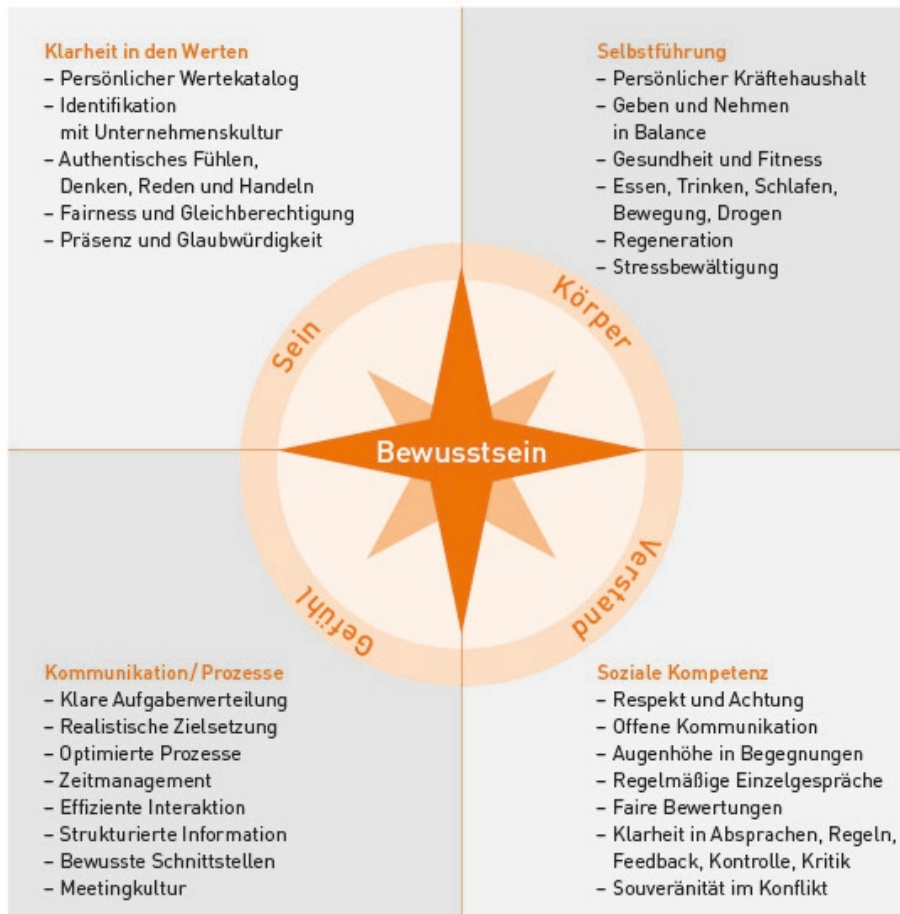 Klarheit in den Werten
– Persönlicher Wertekatalog
– Identifikation
mit Unternehmenskultur
– Authentisches Fühlen,
Denken, Reden und Handeln
– Fairness und Gleichberechtigung
– Präsenz und Glaubwürdigkeit
Selbstführung
– Persönlicher Kräftehaushalt
– Geben und Nehmen
in Balance
– Gesundheit und Fitness
– Essen, Trinken, Schlafen,
Bewegung, Drogen
– Regeneration
– Stressbewältigung
Sein
Körper
Bewusstsein
Gefühl
Verstand
Kommunikation/ Prozesse
– Klare Aufgabenverteilung
– Realistische Zielsetzung
– Optimierte Prozesse
– Zeitmanagement
– Effiziente Interaktion
– Strukturierte Information
– Bewusste Schnittstellen
– Meetingkultur
Soziale Kompetenz
– Respekt und Achtung
– Offene Kommunikation
– Augenhöhe in Begegnungen
– Regelmäßige Einzelgespräche
– Faire Bewertungen
– Klarheit in Absprachen, Regeln,
Feedback, Kontrolle, Kritik
– Souveränität im Konflikt